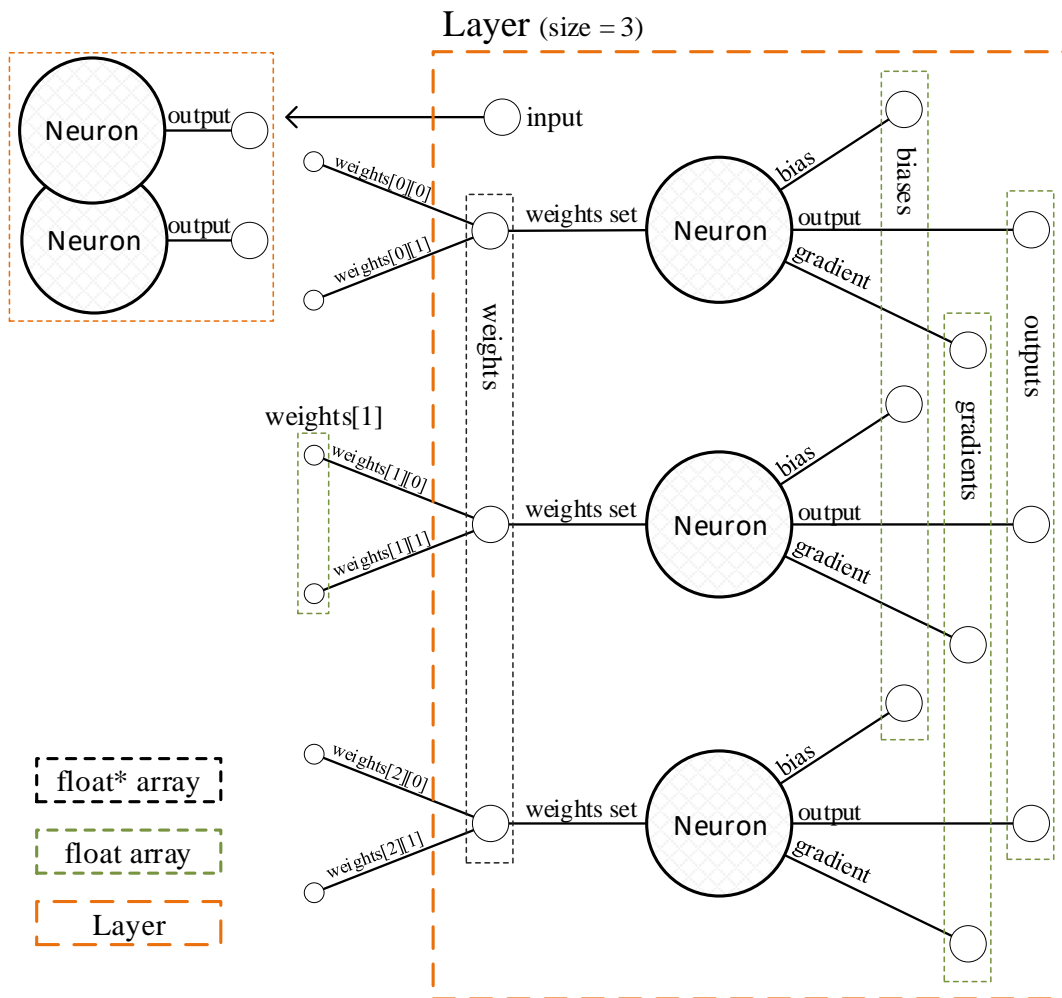 Layer (size = 3)
Neuron
output
Neuron
output
input
weights[0][0]
weights[0][1]
weights set
Neuron
bias
output
gradient
biases
weights
outputs
gradients
weights[1]
weights[1][0]
weights[1][1]
weights set
Neuron
bias
output
gradient
weights[2][0]
weights[2][1]
weights set
Neuron
bias
output
gradient
float* array
float array
Layer